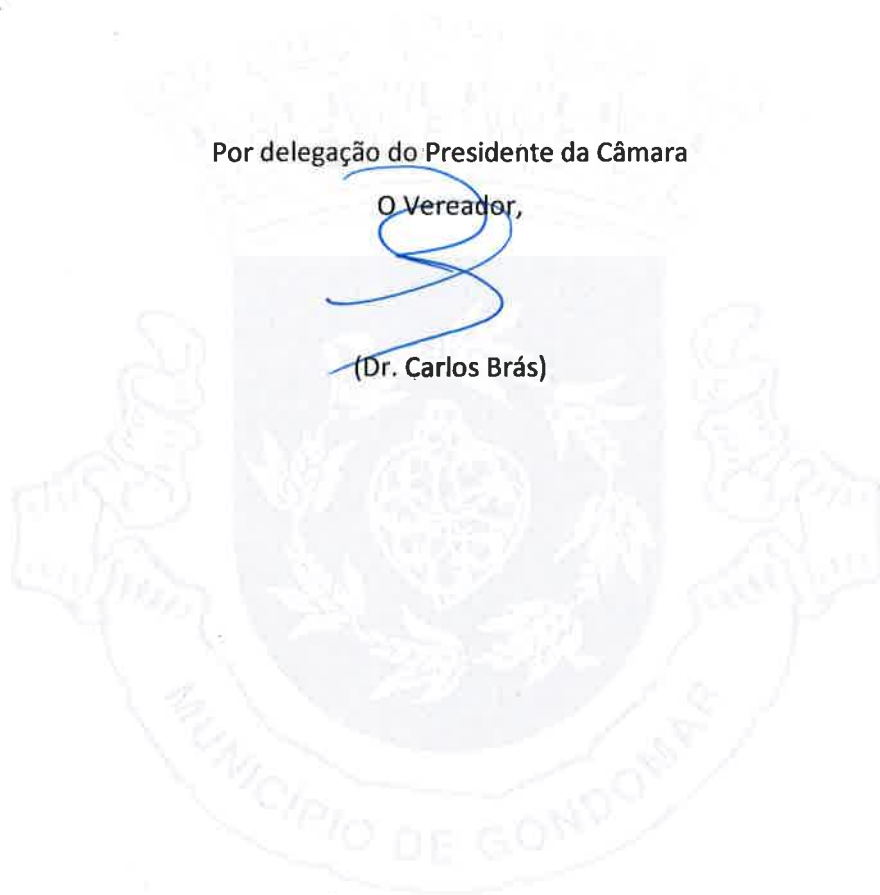 Por delegação do Presidente da Câmara
O Vereador,
(Dr. Carlos Brás)
MUNICÍPIO DE GONDOMAR